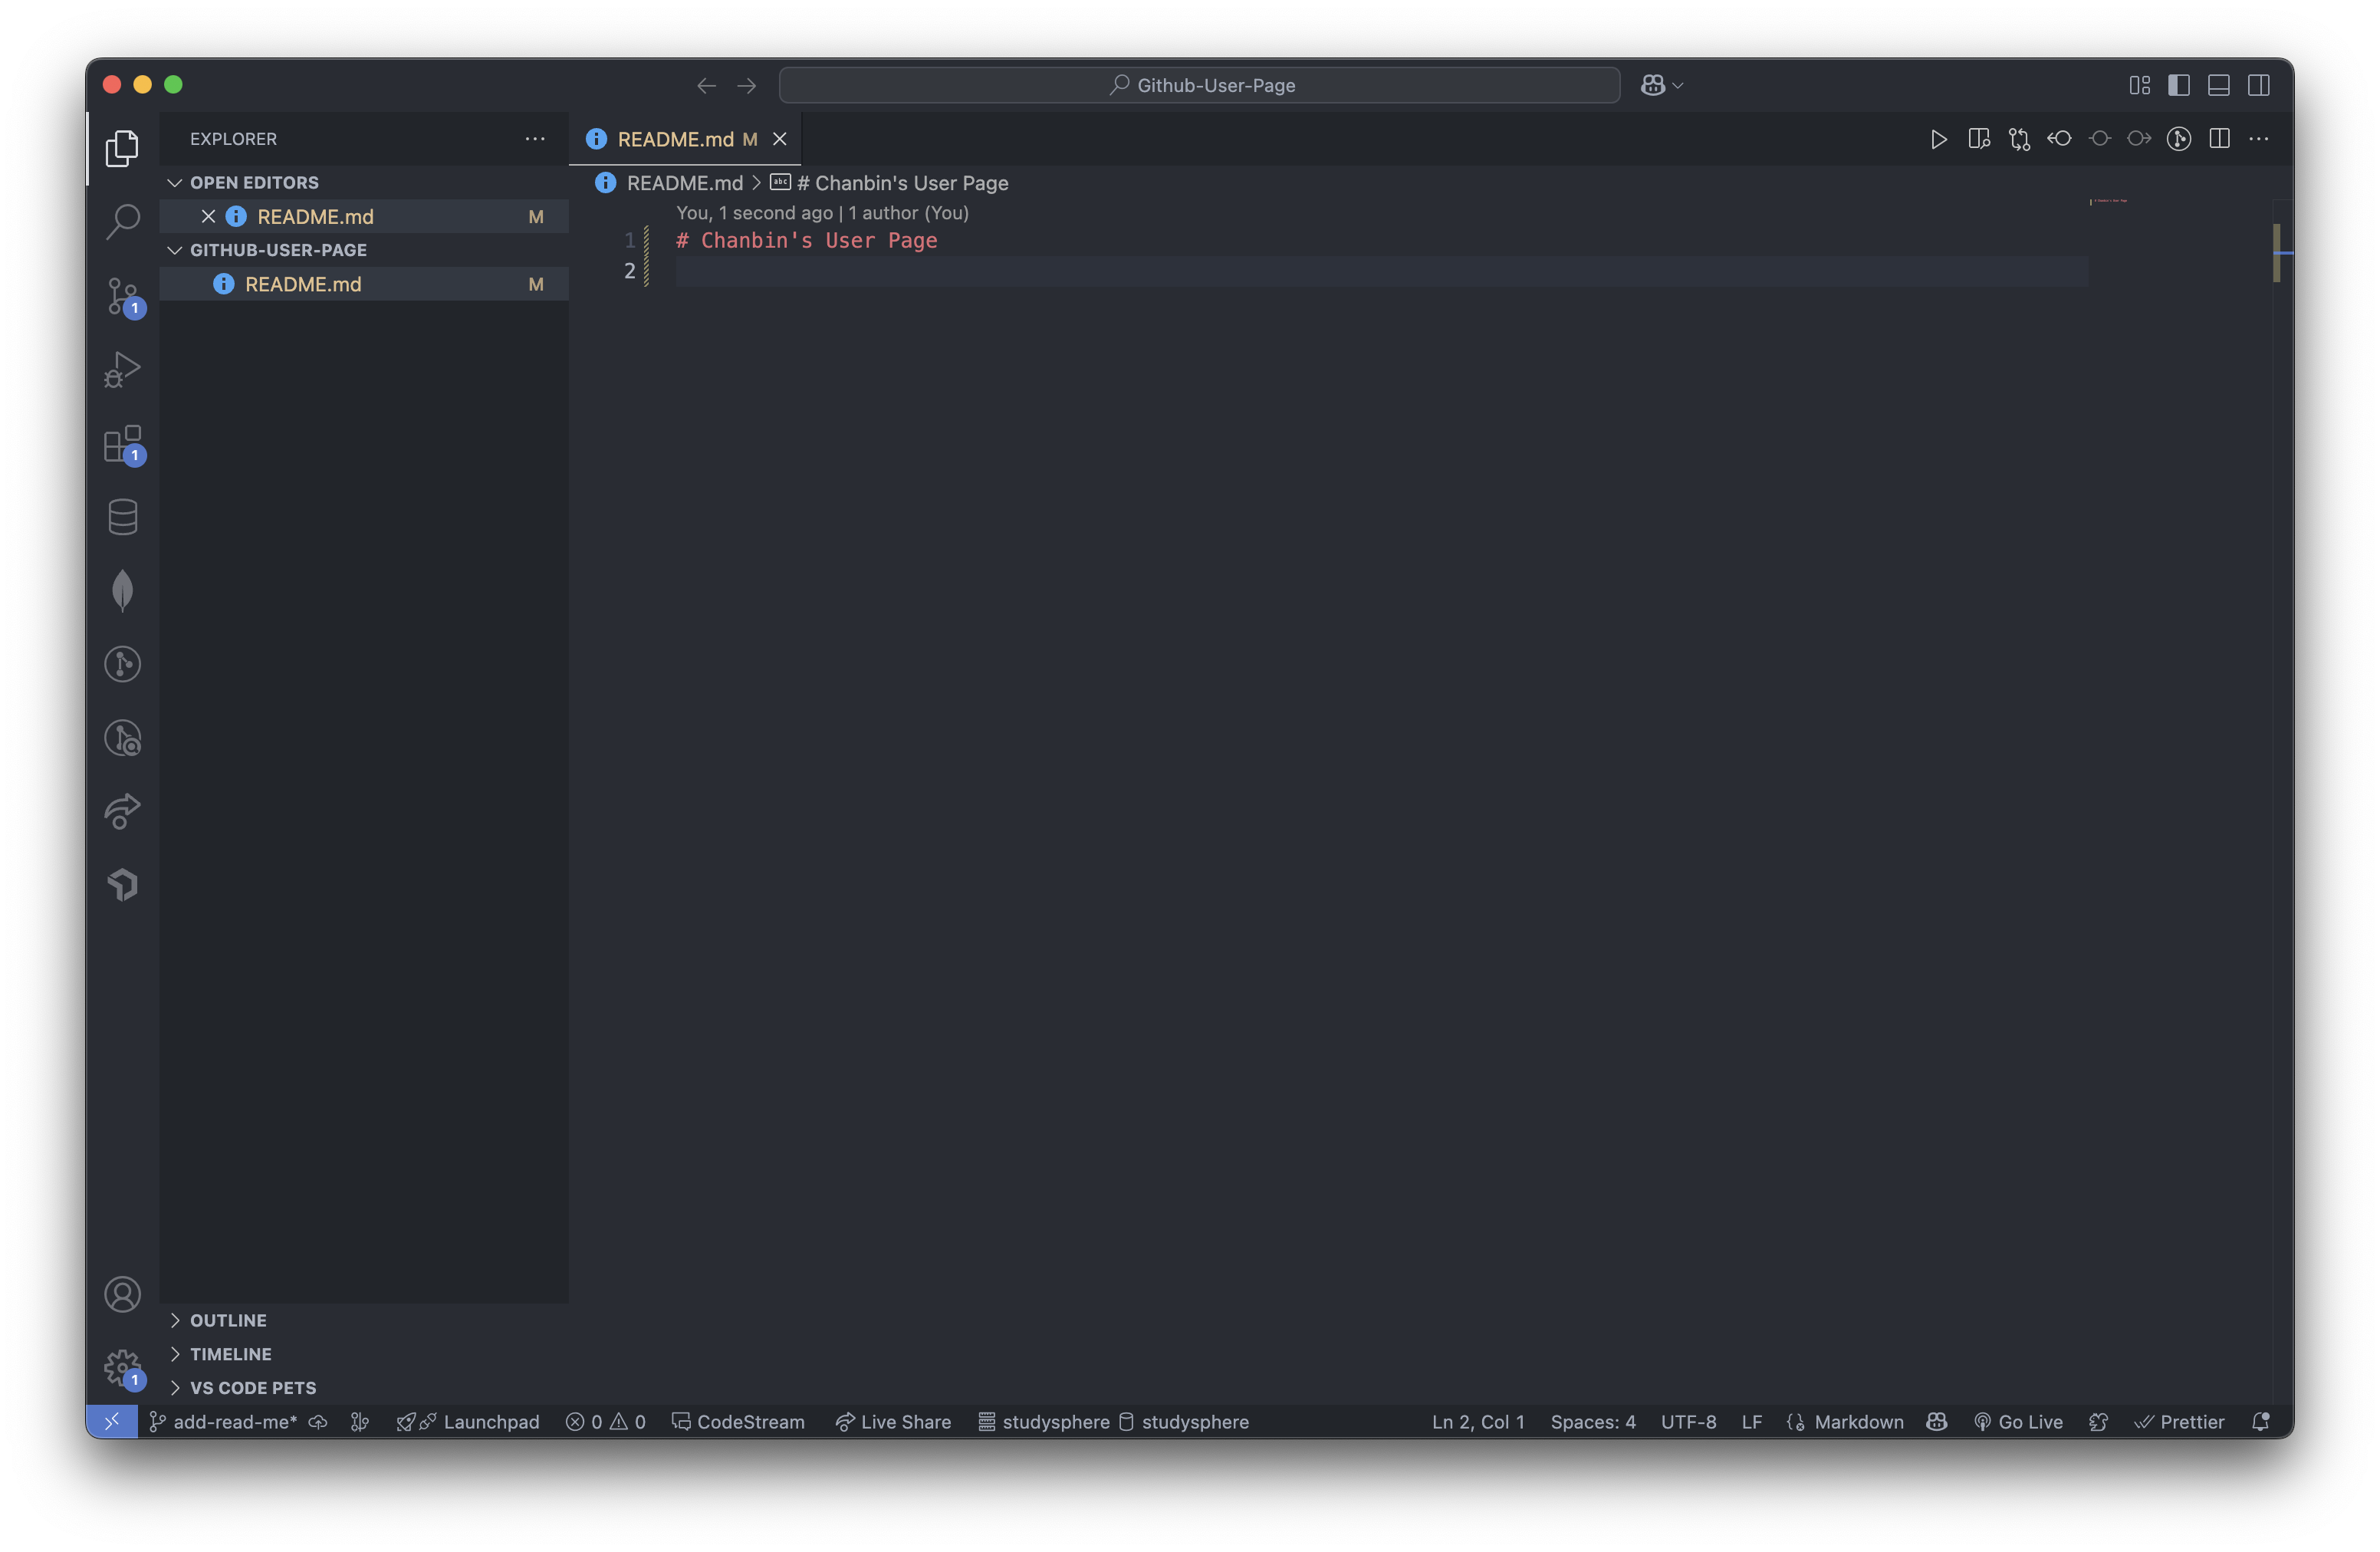 Github-User-Page
EXPLORER
README.md M
OPEN EDITORS
README.md M
GITHUB-USER-PAGE
README.md M
README.md > # Chanbin's User Page
You, 1 second ago | 1 author (You)
1 # Chanbin's User Page
2
1
1
OUTLINE
TIMELINE
VS CODE PETS
1
add-read-me* Launchpad 0 0 CodeStream Live Share studysphere studysphere Ln 2, Col 1 Spaces: 4 UTF-8 LF Markdown Go Live Prettier